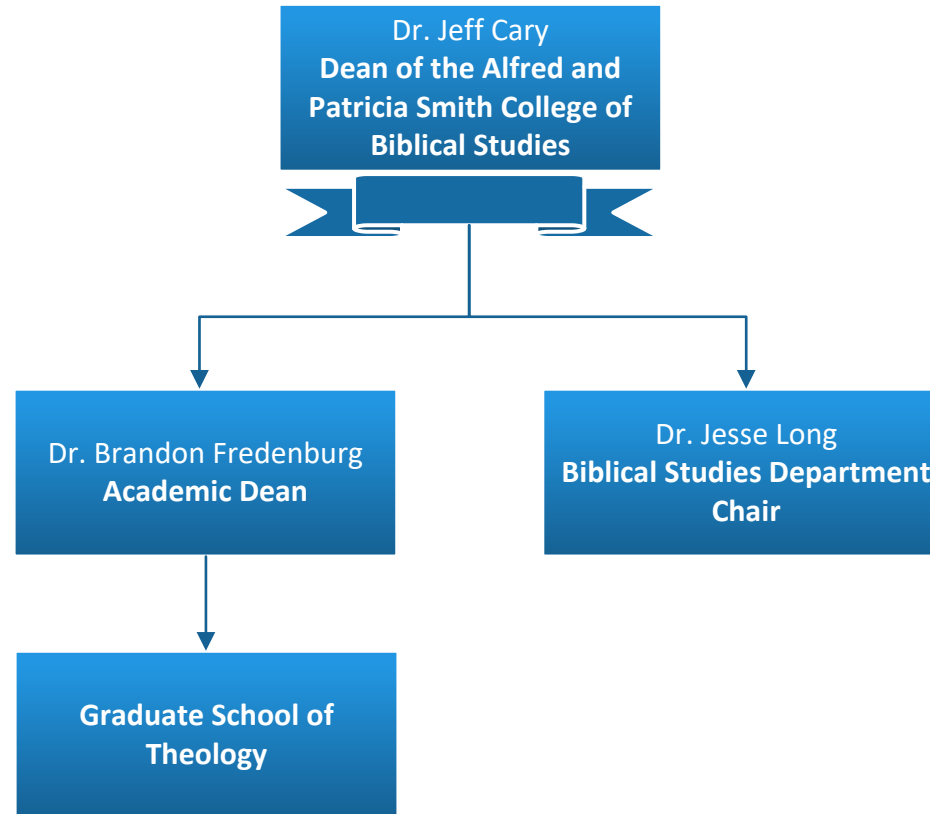 Dr. Jeff Cary
Dean of the Alfred and
Patricia Smith College of
Biblical Studies
Dr. Brandon Fredenburg
Academic Dean
Dr. Jesse Long
Biblical Studies Department
Chair
Graduate School of
Theology